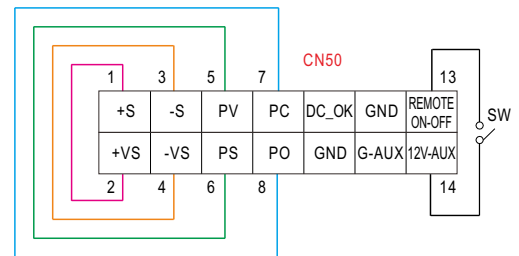 CN50
1 3 5 7 13
+S -S PV PC DC_OK GND REMOTE
ON-OFF
SW
+VS -VS PS PO GND G-AUX 12V-AUX
2 4 6 8 14